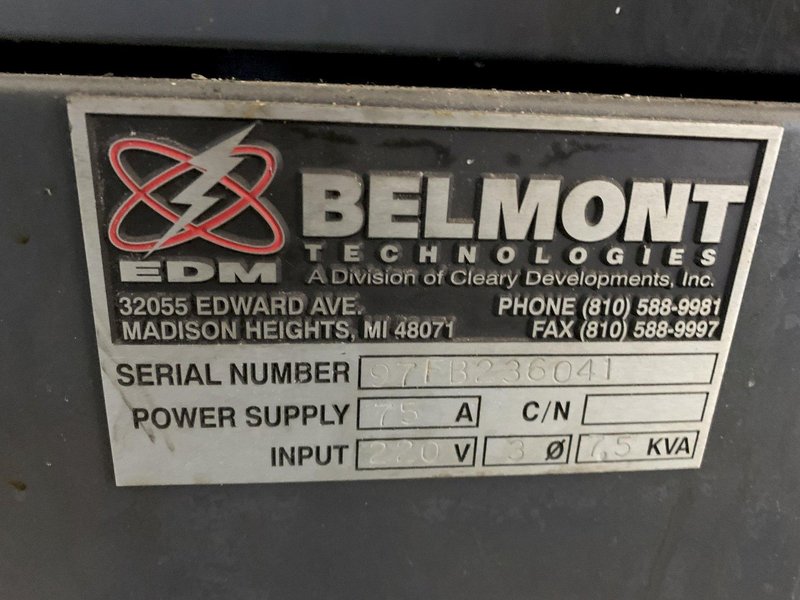 EDM
BELMONT
TECHNOLOGIES
A Division of Cleary Developments, Inc.
32055 EDWARD AVE. PHONE (810) 588-9981
MADISON HEIGHTS, MI 48071 FAX (810) 588-9997
SERIAL NUMBER 97FB236041
POWER SUPPLY 75 A C/N
INPUT 220 V 3 Ø 7.5 KVA